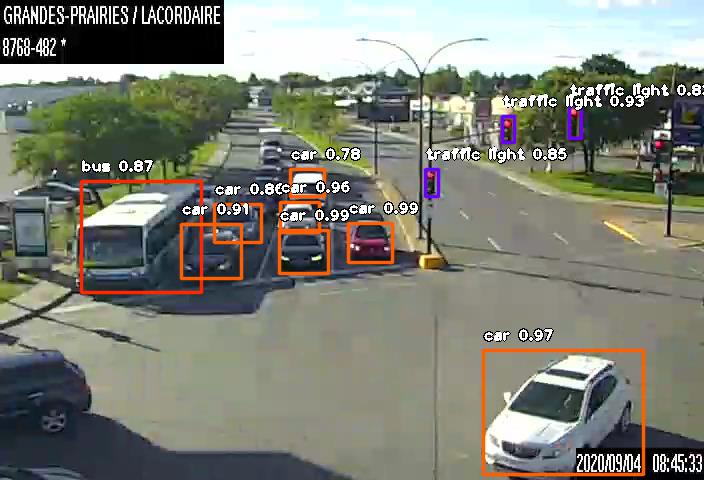 GRANDES-PRAIRIES / LACORDAIRE
8768-482 *
traffic light 0.8
traffic light 0.93
traffic light 0.85
bus 0.87
car 0.78
car 0.8
car 0.96
car 0.91
car 0.99
car 0.99
car 0.97
2020/09/04 08:45:33